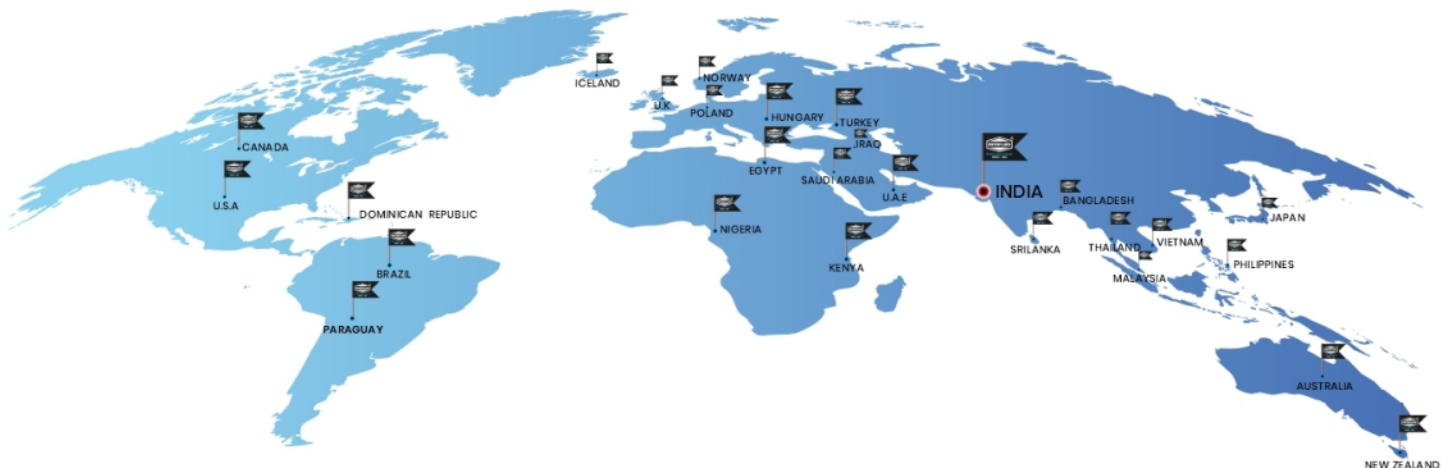 ICELAND
NORWAY
U.K
POLAND
HUNGARY
TURKEY
CANADA
IRAQ
EGYPT
SAUDI ARABIA
U.S.A
U.A.E
INDIA
BANGLADESH
DOMINICAN REPUBLIC
JAPAN
NIGERIA
SRILANKA
THAILAND
VIETNAM
KENYA
PHILIPPINES
BRAZIL
MALAYSIA
PARAGUAY
AUSTRALIA
NEW ZEALAND